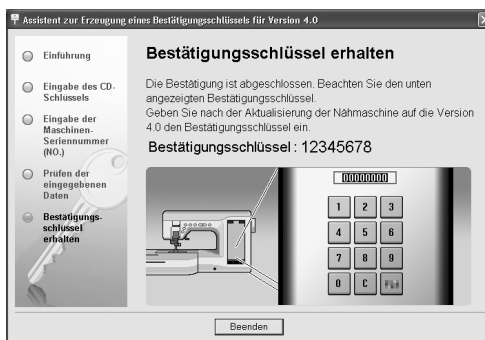 Assistent zur Erzeugung eines Bestätigungsschlüssels für Version 4.0
Einführung
Eingabe des CD-
Schlussels
Eingabe der
Maschinen-
Seriennummer
(NO.)
Prüfen der
eingegebenen
Daten
Bestätigungs-
schlüssel
erhalten
Bestätigungsschlüssel erhalten
Die Bestätigung ist abgeschlossen. Beachten Sie den unten
angezeigten Bestätigungsschlüssel.
Geben Sie nach der Aktualisierung der Nähmaschine auf die Version
4.0 den Bestätigungsschlüssel ein.
Bestätigungsschlüssel : 12345678
00000000
1 2 3
4 5 6
7 8 9
0 C
Beenden